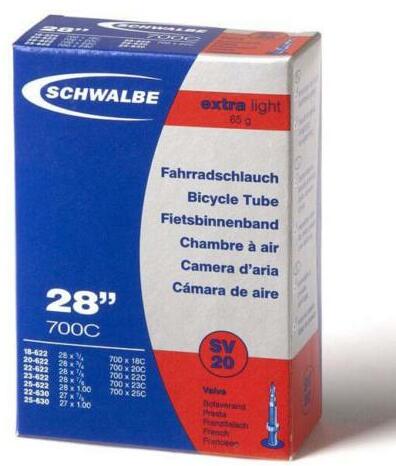 28"
700C
SCHWALBE
extra light
65 g
Fahrradschlauch
Bicycle Tube
Fietsbinnenband
Chambre à air
Camera d'aria
Cámara de aire
28"
700C
SV
20
18-622 28 x 3/4 700 x 18C
20-622 28 x 3/4 700 x 20C
22-622 28 x 7/8 700 x 22C
23-622 28 x 7/8 700 x 23C
25-622 28 x 1.00 700 x 25C
22-630 27 x 7/8
25-630 27 x 1.00
Valve
Presta
Französisch
French